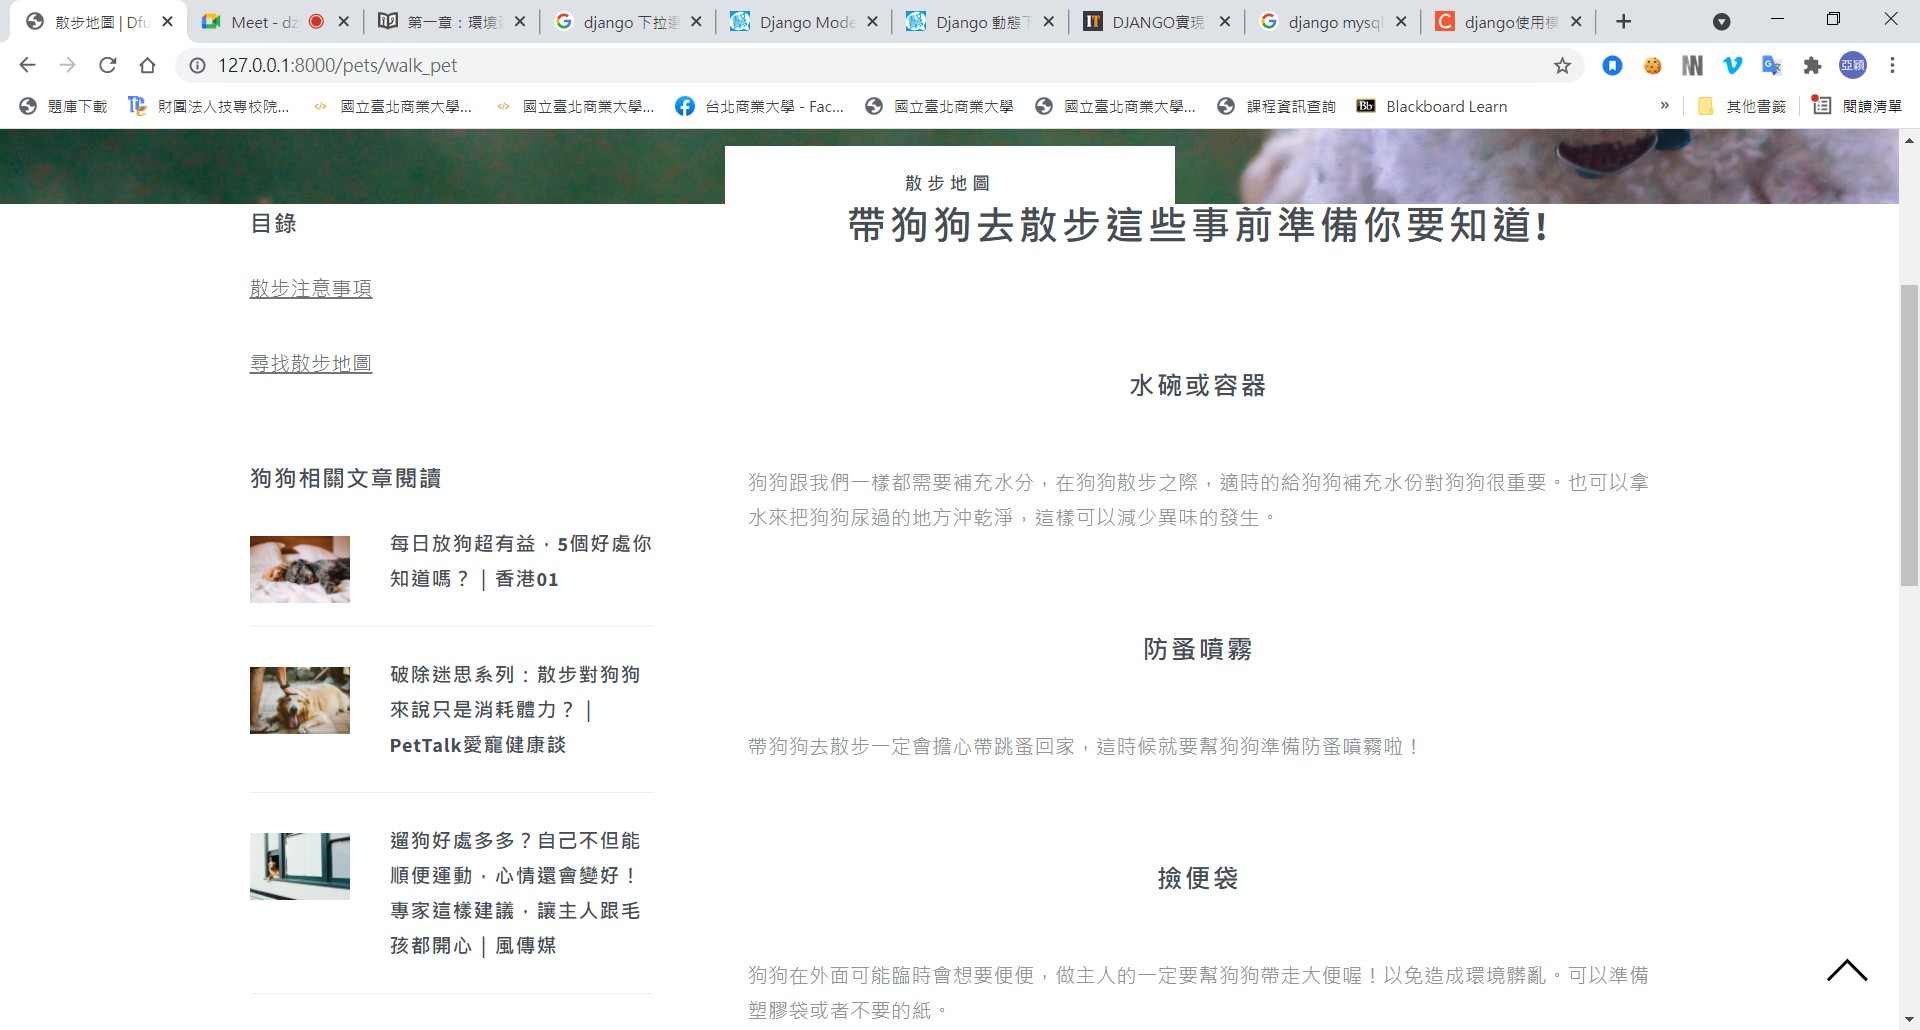 散步地圖 | Dfu
Meet - dz
第一章：環境
django 下拉選
Django Mode
Django 動態下
DJANGO實現
django mysql
django使用模
127.0.0.1:8000/pets/walk_pet
亞穎
題庫下載
財團法人技專校院...
國立臺北商業大學...
國立臺北商業大學...
台北商業大學 - Fac...
國立臺北商業大學
國立臺北商業大學...
課程資訊查詢
Bb
Blackboard Learn
»
其他書籤
閱讀清單
散步地圖
帶狗狗去散步這些事前準備你要知道!
目錄
散步注意事項
尋找散步地圖
狗狗相關文章閱讀
每日放狗超有益，5個好處你
知道嗎？｜香港01
破除迷思系列：散步對狗狗
來說只是消耗體力？｜
PetTalk愛寵健康談
遛狗好處多多？自己不但能
順便運動，心情還會變好！
專家這樣建議，讓主人跟毛
孩都開心｜風傳媒
水碗或容器
狗狗跟我們一樣都需要補充水分，在狗狗散步之際，適時的給狗狗補充水份對狗狗很重要。也可以拿
水來把狗狗尿過的地方沖乾淨，這樣可以減少異味的發生。
防蚤噴霧
帶狗狗去散步一定會擔心帶跳蚤回家，這時候就要幫狗狗準備防蚤噴霧啦！
撿便袋
狗狗在外面可能臨時會想要便便，做主人的一定要幫狗狗帶走大便喔！以免造成環境髒亂。可以準備
塑膠袋或者不要的紙。